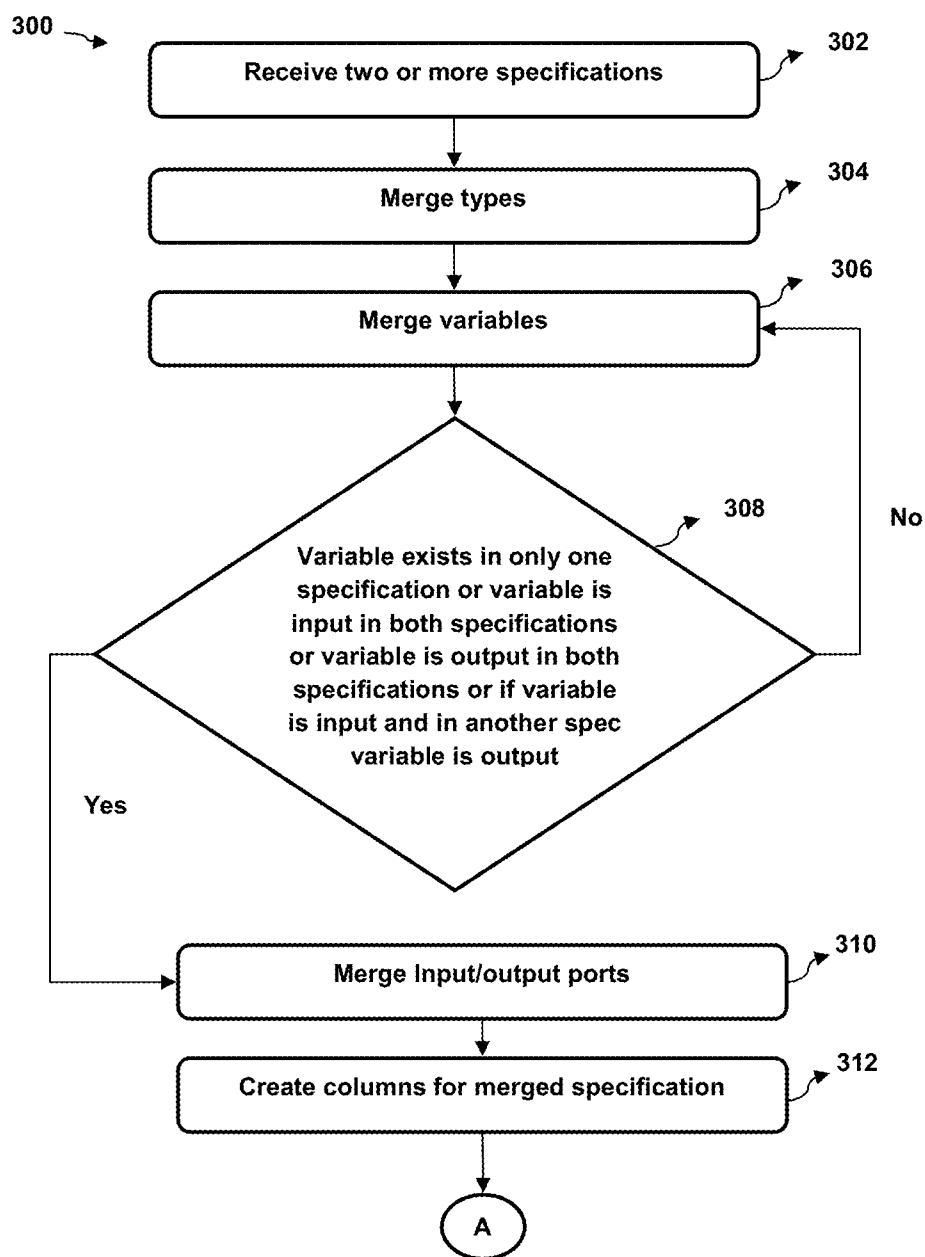 300
Receive two or more specifications
302
Merge types
304
Merge variables
306
Variable exists in only one
specification or variable is
input in both specifications
or variable is output in both
specifications or if variable
is input and in another spec
variable is output
308
No
Yes
Merge Input/output ports
310
Create columns for merged specification
312
A